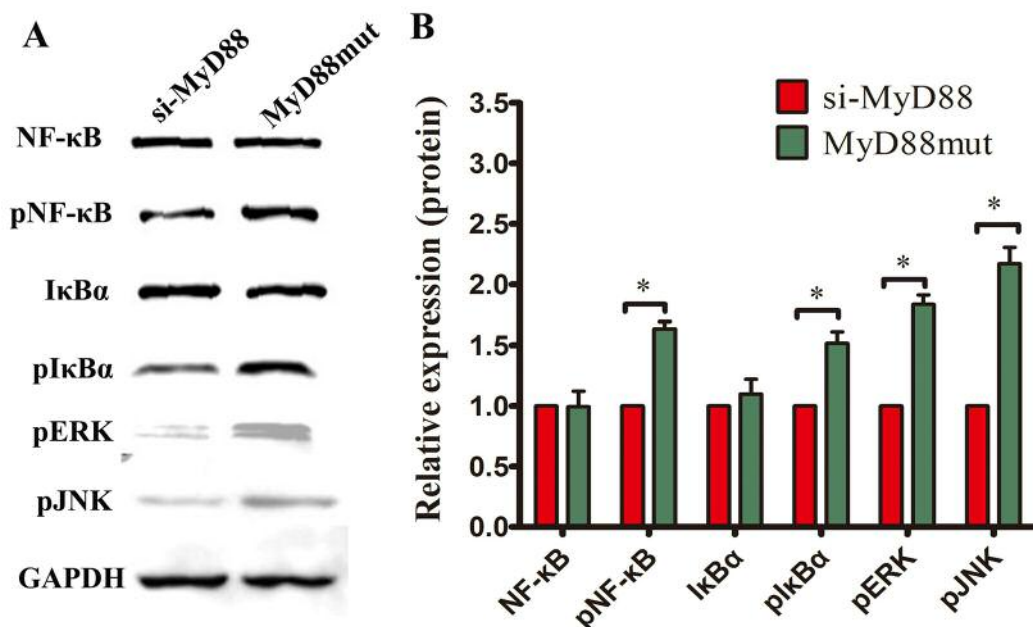 A
si-MyD88
MyD88mut
NF-κB
pNF-κB
IκBα
pIκBα
pERK
pJNK
GAPDH
B
si-MyD88
MyD88mut
Relative expression (protein)
3.5
3.0
2.5
2.0
1.5
1.0
0.5
0.0
*
*
*
*
NF-κB
pNF-κB
IκBα
pIκBα
pERK
pJNK